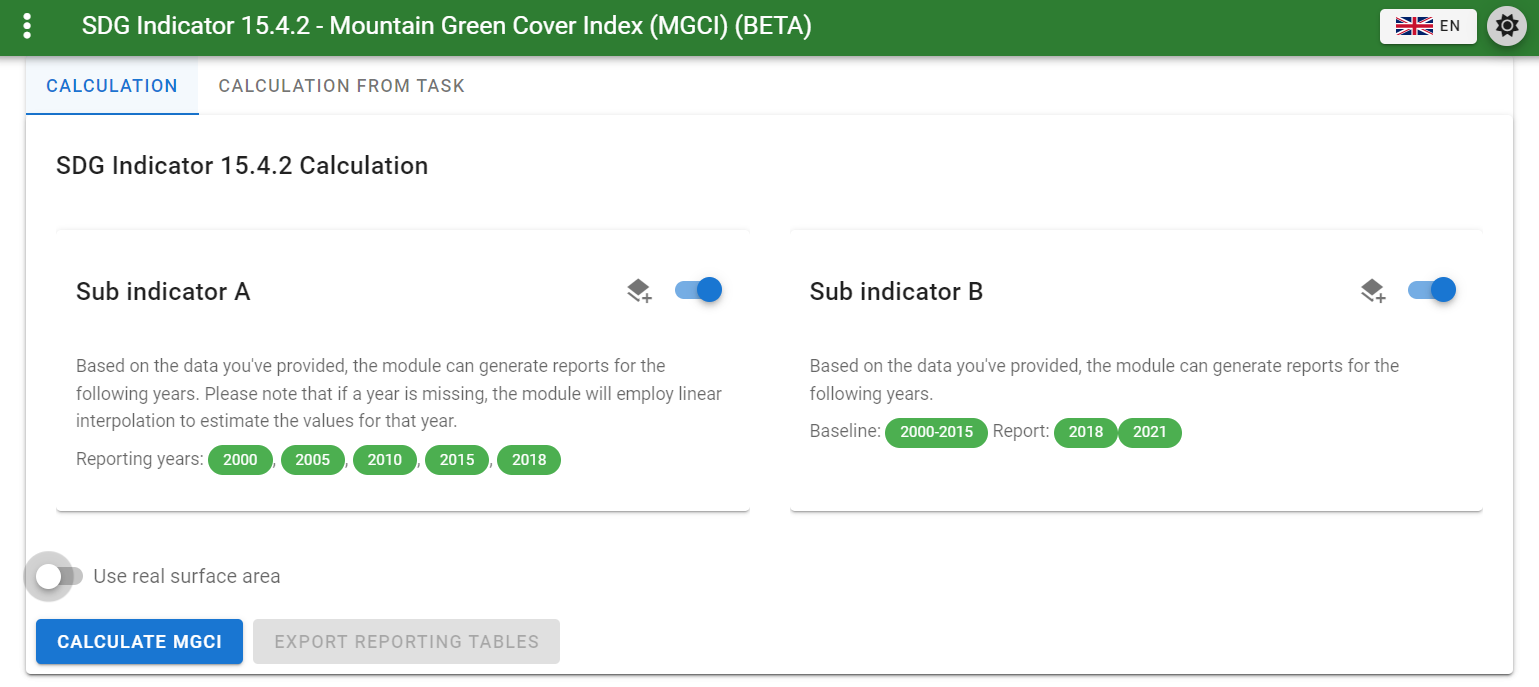 SDG Indicator 15.4.2 - Mountain Green Cover Index (MGCI) (BETA)
EN
CALCULATION
CALCULATION FROM TASK
SDG Indicator 15.4.2 Calculation
Sub indicator A
Based on the data you've provided, the module can generate reports for the
following years. Please note that if a year is missing, the module will employ linear
interpolation to estimate the values for that year.
Reporting years: 2000, 2005, 2010, 2015, 2018
Sub indicator B
Based on the data you've provided, the module can generate reports for the
following years.
Baseline: 2000-2015 Report: 2018 2021
Use real surface area
CALCULATE MGCI
EXPORT REPORTING TABLES